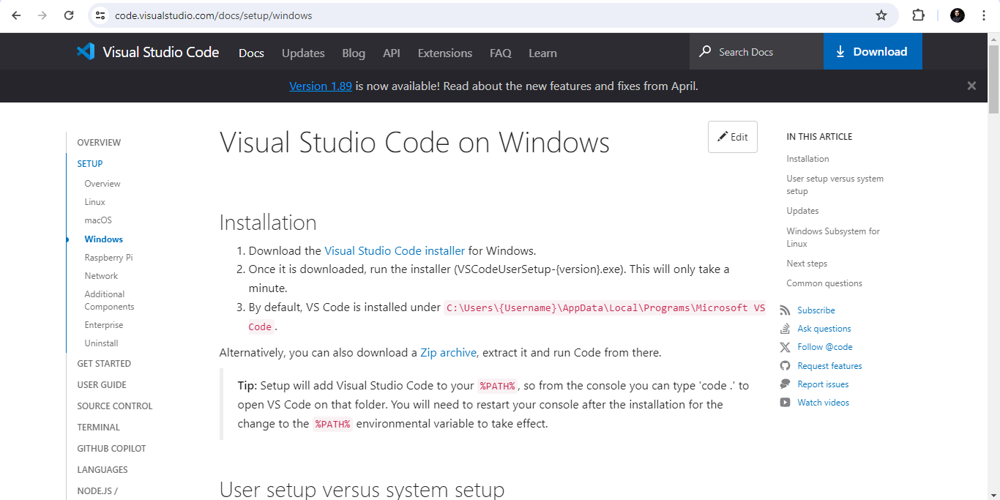 code.visualstudio.com/docs/setup/windows
Visual Studio Code Docs Updates Blog API Extensions FAQ Learn Search Docs Download
Version 1.89 is now available! Read about the new features and fixes from April.
OVERVIEW
SETUP
Overview
Linux
macOS
Windows
Raspberry Pi
Network
Additional
Components
Enterprise
Uninstall
GET STARTED
USER GUIDE
SOURCE CONTROL
TERMINAL
GITHUB COPILOT
LANGUAGES
NODE.JS /
Visual Studio Code on Windows
Edit
Installation
1. Download the Visual Studio Code installer for Windows.
2. Once it is downloaded, run the installer (VSCodeUserSetup-{version}.exe). This will only take a
minute.
3. By default, VS Code is installed under C:\Users\{Username}\AppData\Local\Programs\Microsoft VS
Code.
Alternatively, you can also download a Zip archive, extract it and run Code from there.
Tip: Setup will add Visual Studio Code to your %PATH%, so from the console you can type 'code .' to
open VS Code on that folder. You will need to restart your console after the installation for the
change to the %PATH% environmental variable to take effect.
User setup versus system setup
IN THIS ARTICLE
Installation
User setup versus system
setup
Updates
Windows Subsystem for
Linux
Next steps
Common questions
Subscribe
Ask questions
Follow @code
Request features
Report issues
Watch videos